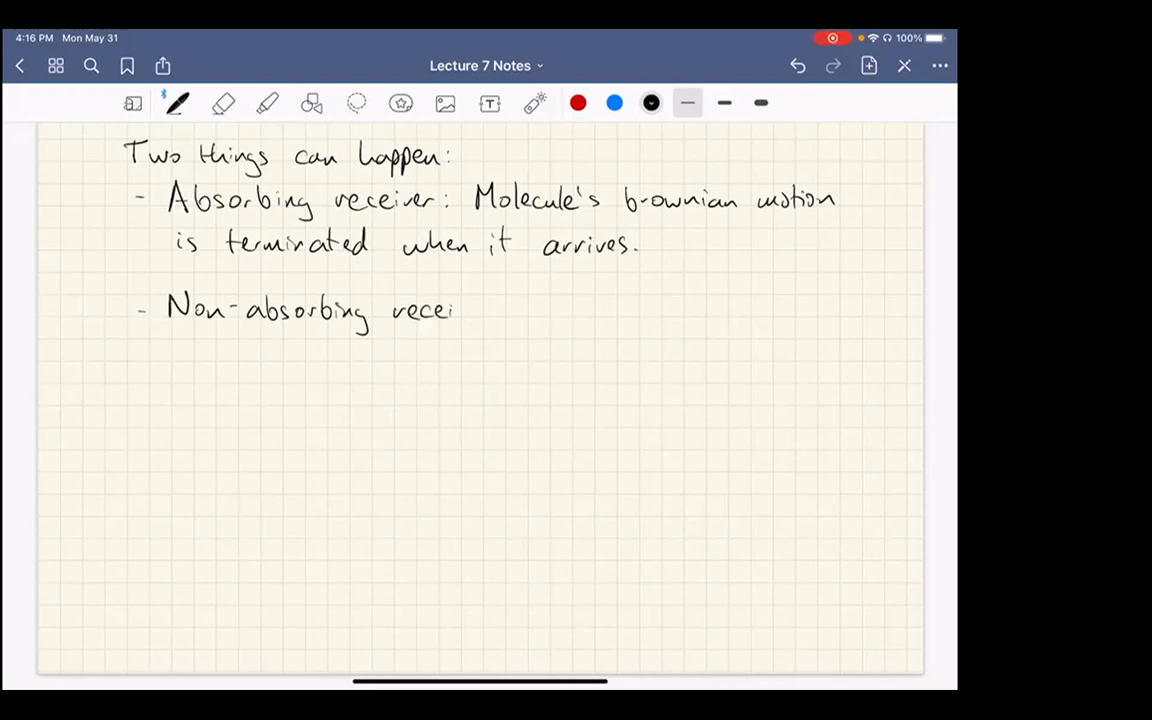 4:16 PM Mon May 31
100%
Lecture 7 Notes
Two things can happen:
- Absorbing receiver: Molecule's brownian motion
is terminated when it arrives.
- Non-absorbing recei